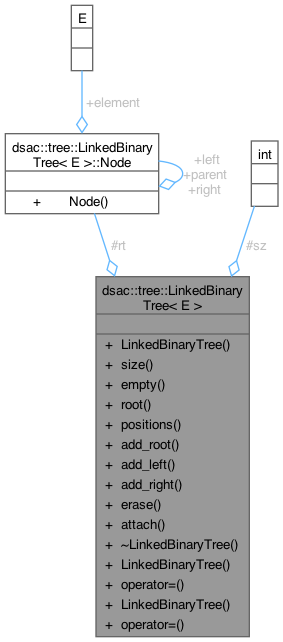 E
+element
dsac::tree::LinkedBinary
Tree< E >::Node
+ Node()
+left
+parent
+right
int
#rt
#sz
dsac::tree::LinkedBinary
Tree< E >
+ LinkedBinaryTree()
+ size()
+ empty()
+ root()
+ positions()
+ add_root()
+ add_left()
+ add_right()
+ erase()
+ attach()
+ ~LinkedBinaryTree()
+ LinkedBinaryTree()
+ operator=()
+ LinkedBinaryTree()
+ operator=()